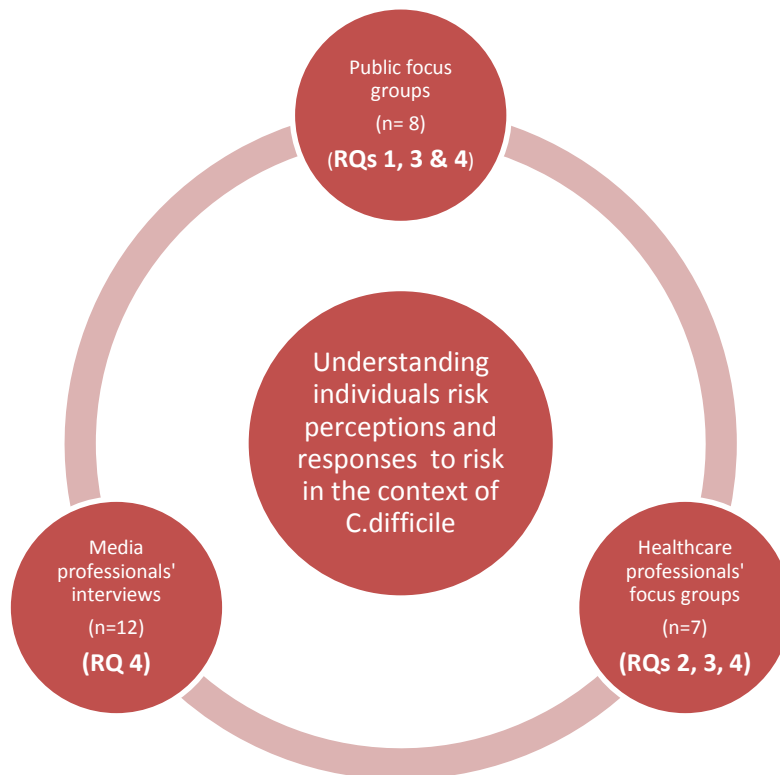 Public focus
groups
(n= 8)
(RQs 1, 3 & 4)
Understanding
individuals risk
perceptions and
responses  to risk
in the context of
C.difficile
Media
professionals'
interviews
(n=12)
(RQ 4)
Healthcare
professionals'
focus groups
(n=7)
(RQs 2, 3, 4)